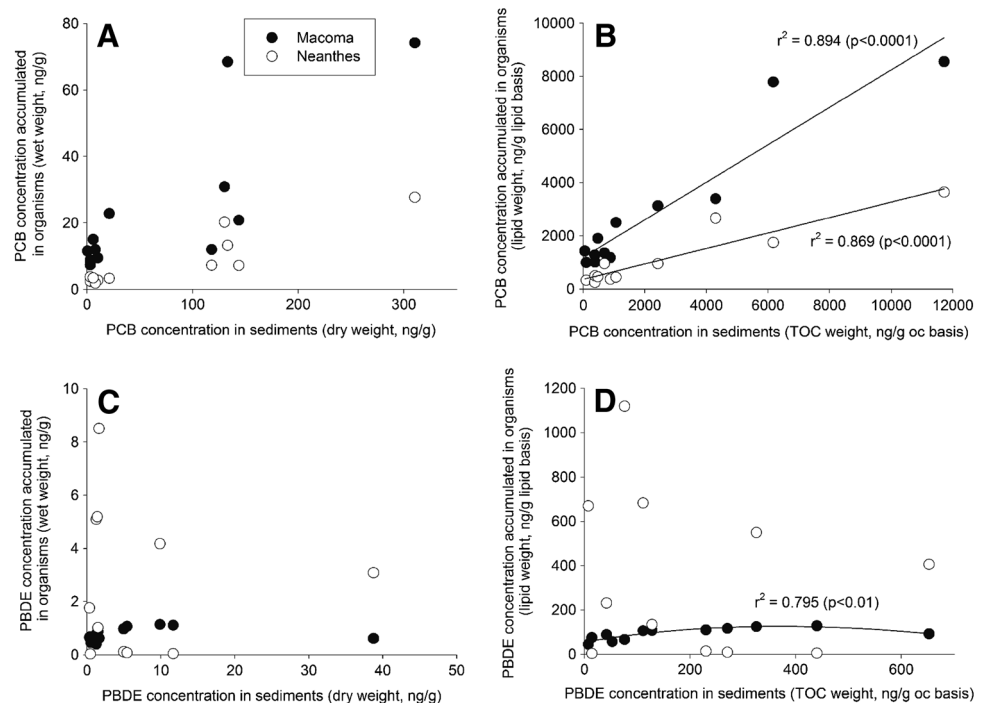 A
Macoma
Neanthes
80
60
40
20
0
PCB concentration accumulated
in organisms (wet weight, ng/g)
0 100 200 300
PCB concentration in sediments (dry weight, ng/g)
B
10000
8000
6000
4000
2000
0
PCB concentration accumulated in organisms
(lipid weight, ng/g lipid basis)
r² = 0.894 (p<0.0001)
r² = 0.869 (p<0.0001)
0 2000 4000 6000 8000 10000 12000
PCB concentration in sediments (TOC weight, ng/g oc basis)
C
10
8
6
4
2
0
PBDE concentration accumulated
in organisms (wet weight, ng/g)
0 10 20 30 40 50
PBDE concentration in sediments (dry weight, ng/g)
D
1200
1000
800
600
400
200
0
PBDE concentration accumulated in organisms
(lipid weight, ng/g lipid basis)
r² = 0.795 (p<0.01)
0 200 400 600
PBDE concentration in sediments (TOC weight, ng/g oc basis)